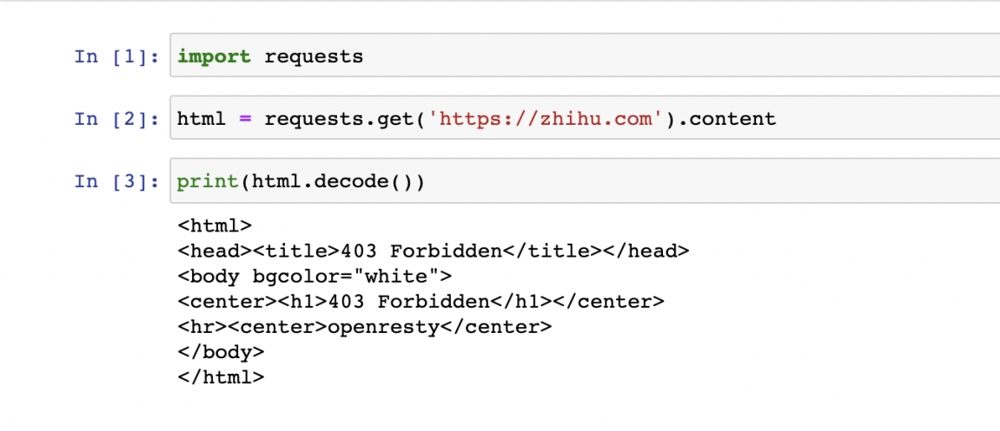 In [1]: import requests
In [2]: html = requests.get('https://zhihu.com').content
In [3]: print(html.decode())
<html>
<head><title>403 Forbidden</title></head>
<body bgcolor="white">
<center><h1>403 Forbidden</h1></center>
<hr><center>openresty</center>
</body>
</html>